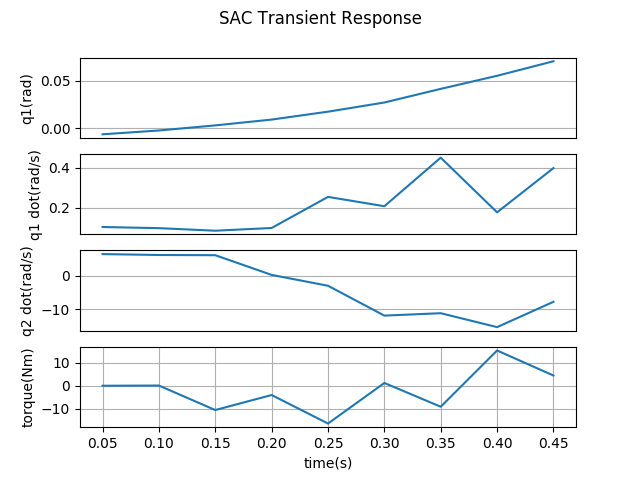 SAC Transient Response
q1(rad)
0.05
0.00
q1 dot(rad/s)
0.4
0.2
q2 dot(rad/s)
0
−10
torque(Nm)
10
0
−10
0.05 0.10 0.15 0.20 0.25 0.30 0.35 0.40 0.45
time(s)